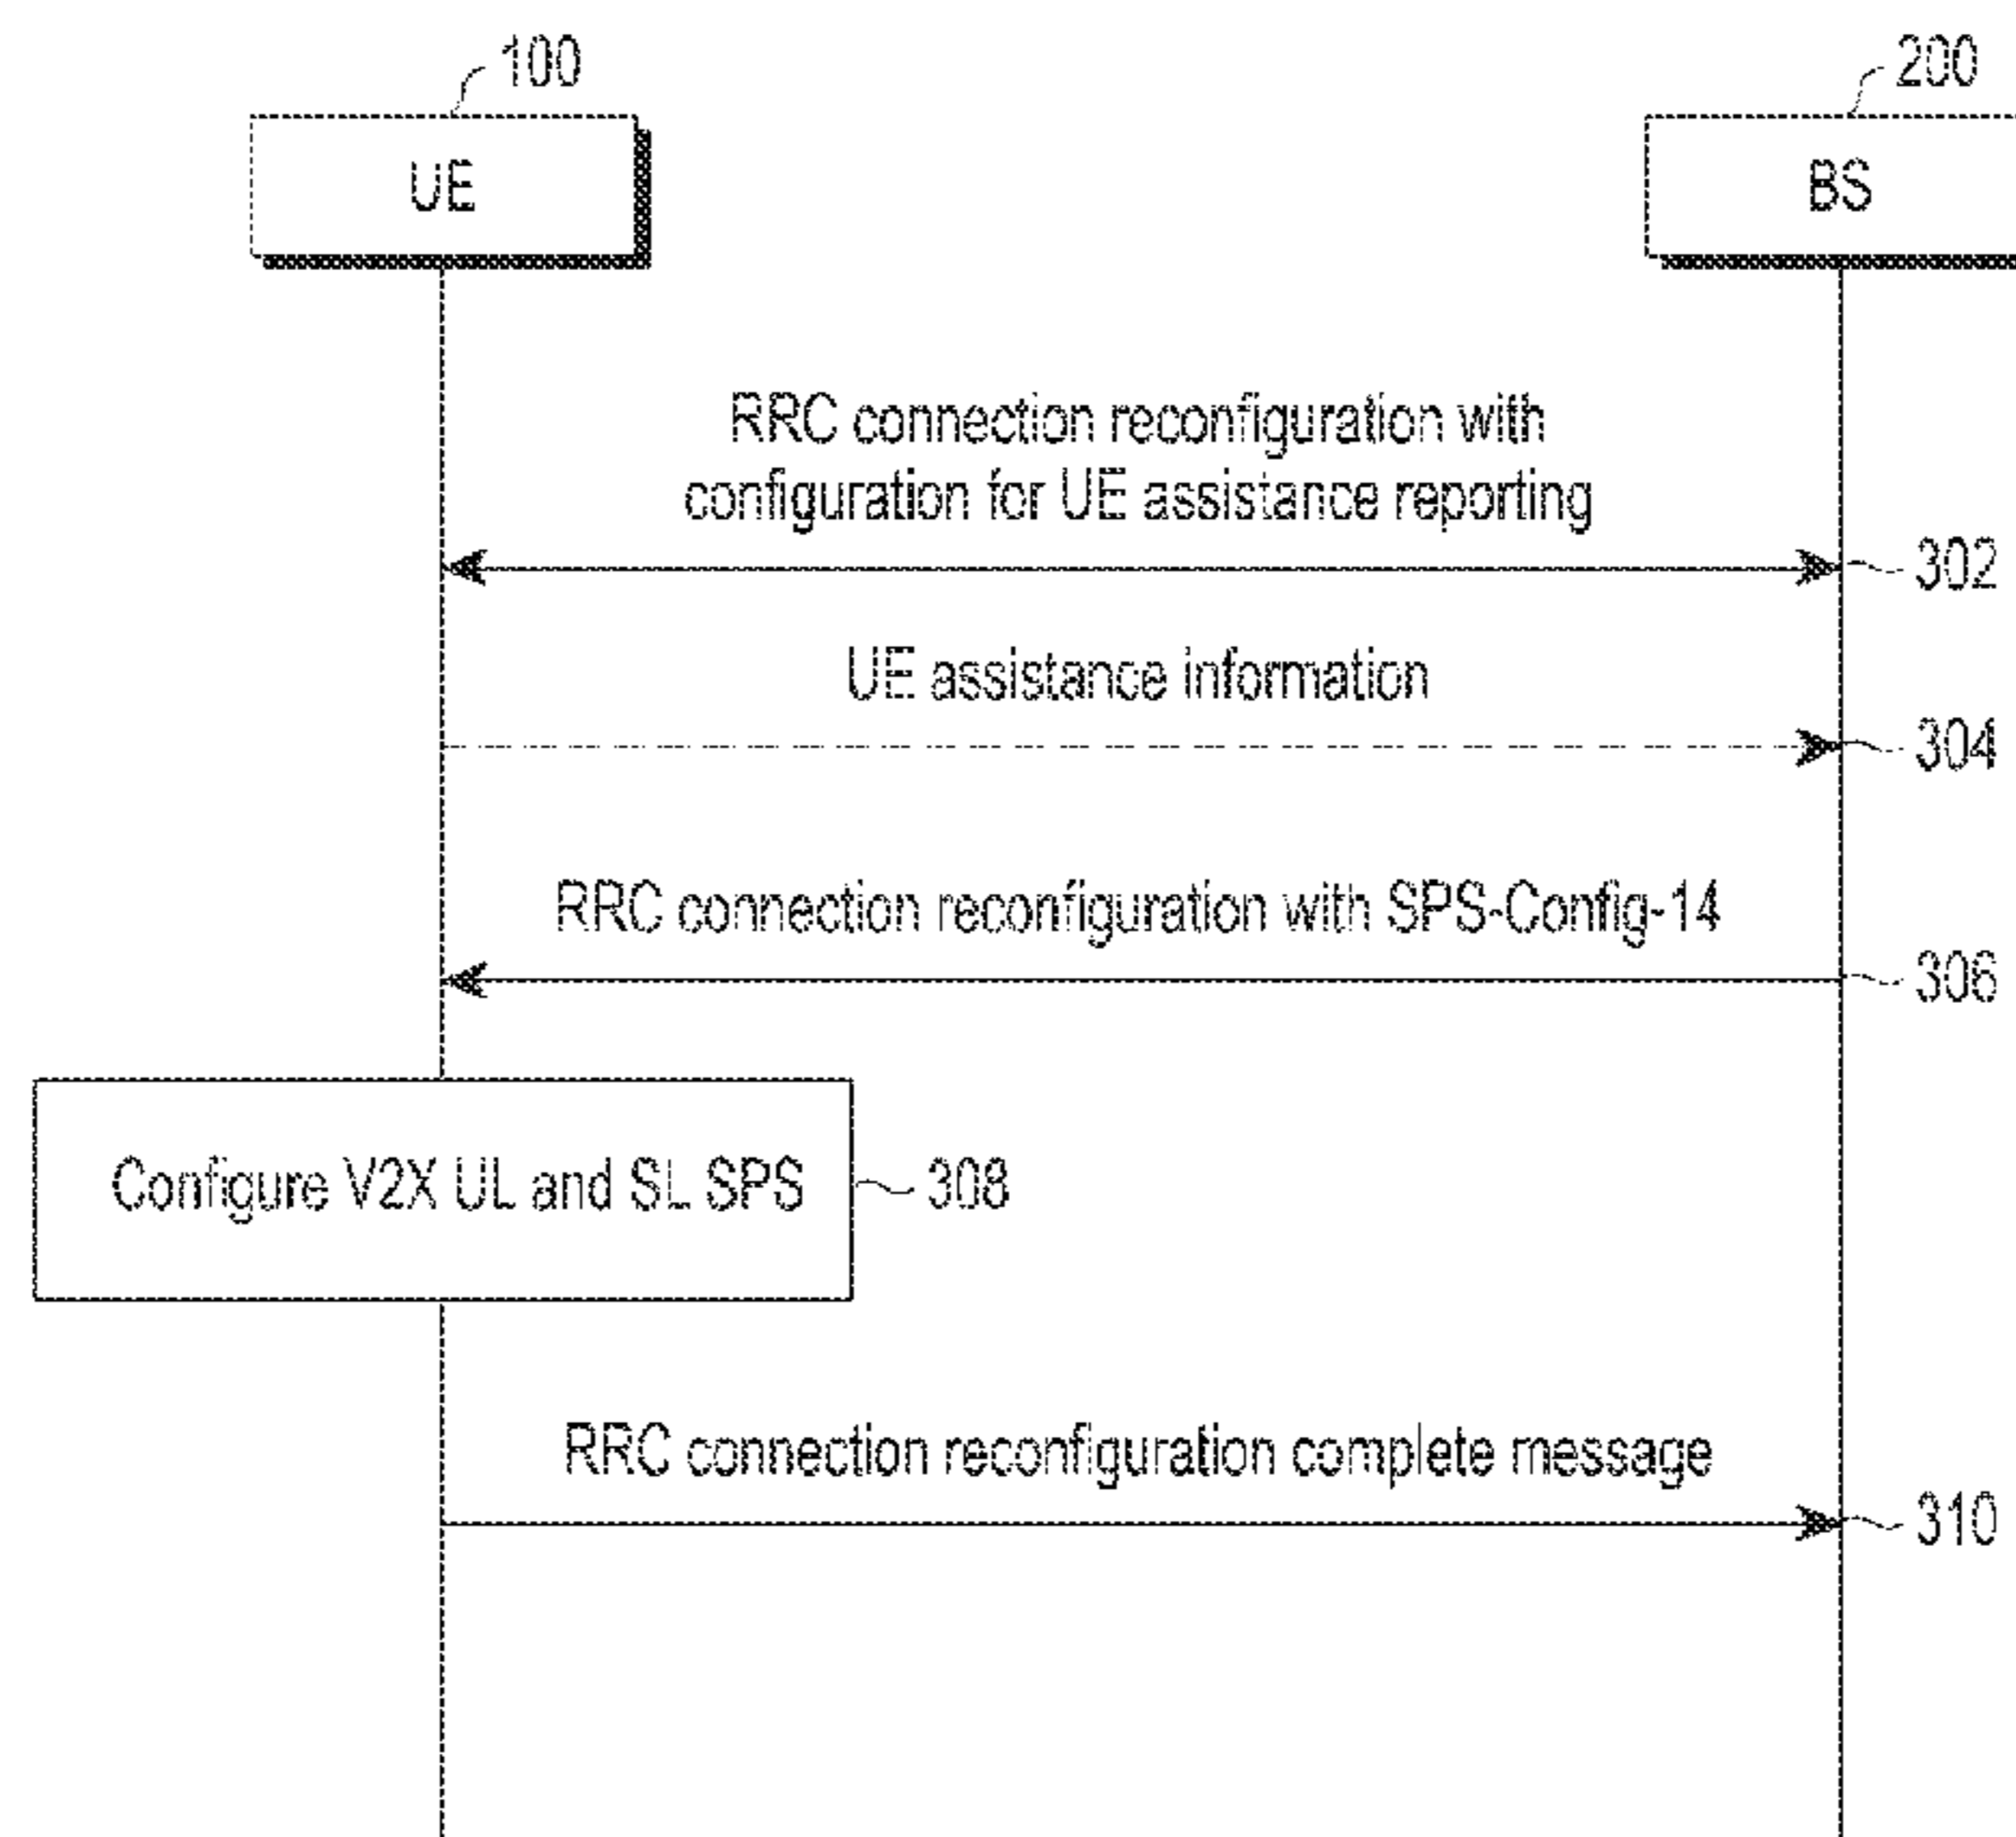 100
200
UE
BS
RRC connection reconfiguration with
configuration for UE assistance reporting
302
UE assistance information
304
RRC connection reconfiguration with SPS-Config-14
306
Configure V2X UL and SL SPS
308
RRC connection reconfiguration complete message
310